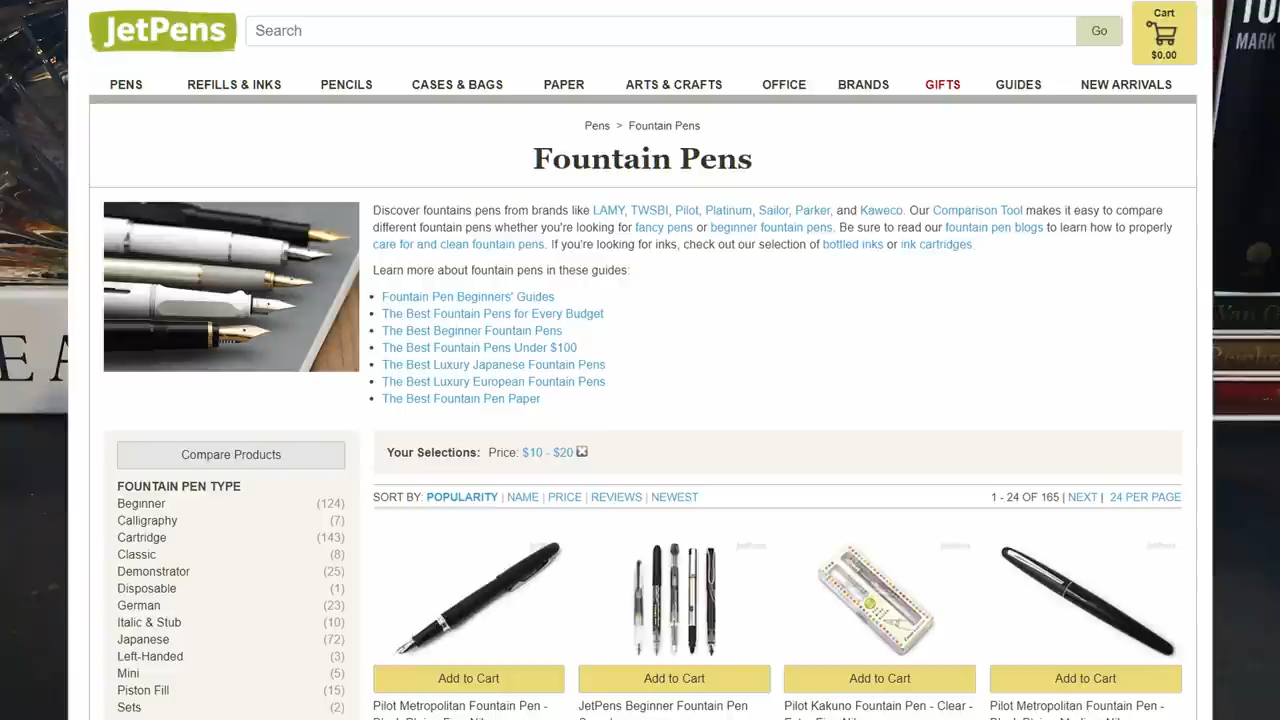 JetPens
Search
Go
Cart
$0.00
PENS
REFILLS & INKS
PENCILS
CASES & BAGS
PAPER
ARTS & CRAFTS
OFFICE
BRANDS
GIFTS
GUIDES
NEW ARRIVALS
MARK
Pens > Fountain Pens
Fountain Pens
Discover fountains pens from brands like LAMY, TWSBI, Pilot, Platinum, Sailor, Parker, and Kaweco. Our Comparison Tool makes it easy to compare
different fountain pens whether you're looking for fancy pens or beginner fountain pens. Be sure to read our fountain pen blogs to learn how to properly
care for and clean fountain pens. If you're looking for inks, check out our selection of bottled inks or ink cartridges.
Learn more about fountain pens in these guides:
Fountain Pen Beginners' Guides
The Best Fountain Pens for Every Budget
The Best Beginner Fountain Pens
The Best Fountain Pens Under $100
The Best Luxury Japanese Fountain Pens
The Best Luxury European Fountain Pens
The Best Fountain Pen Paper
Compare Products
FOUNTAIN PEN TYPE
Beginner (124)
Calligraphy (7)
Cartridge (143)
Classic (8)
Demonstrator (25)
Disposable (1)
German (23)
Italic & Stub (10)
Japanese (72)
Left-Handed (3)
Mini (5)
Piston Fill (15)
Sets (2)
Your Selections: Price: $10 - $20
SORT BY: POPULARITY | NAME | PRICE | REVIEWS | NEWEST
1 - 24 OF 165 | NEXT | 24 PER PAGE
Add to Cart
Add to Cart
Add to Cart
Add to Cart
Pilot Metropolitan Fountain Pen -
JetPens Beginner Fountain Pen
Pilot Kakuno Fountain Pen - Clear -
Pilot Metropolitan Fountain Pen -